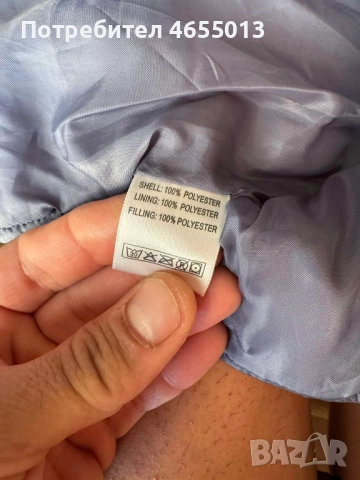 Потребител 4655013
SHELL: 100% POLYESTER
LINING: 100% POLYESTER
FILLING: 100% POLYESTER
BAZAR